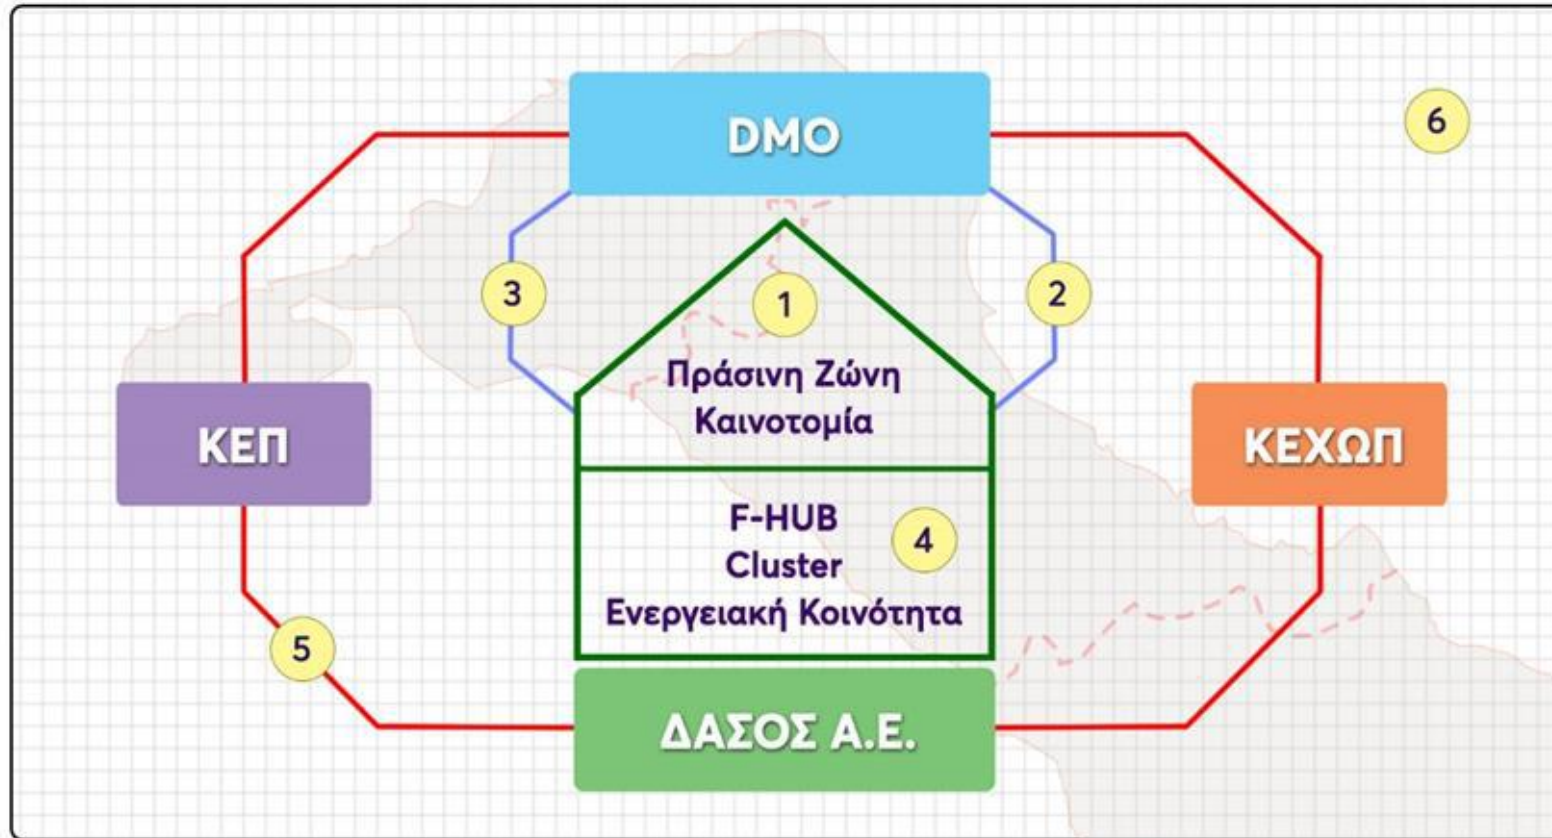 DMO
6
3
1
2
Πράσινη Ζώνη
Καινοτομία
ΚΕΠ
ΚΕΧΩΠ
F-HUB
4
Cluster
Ενεργειακή Κοινότητα
5
ΔΑΣΟΣ Α.Ε.